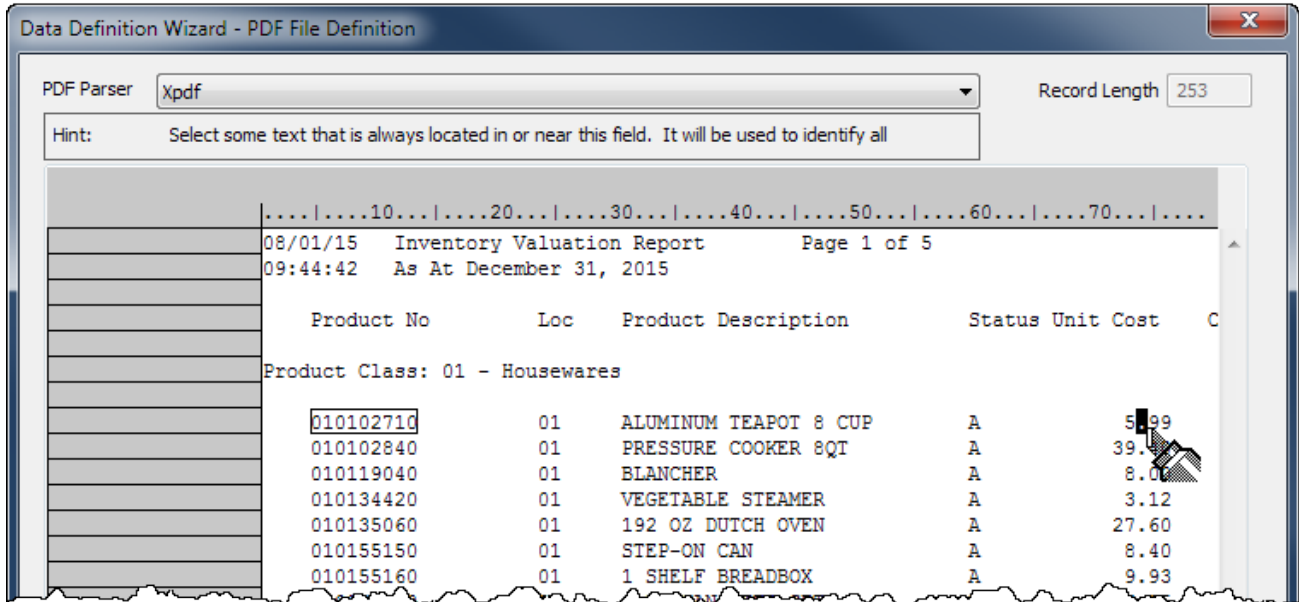 Data Definition Wizard - PDF File Definition
PDF Parser Xpdf Record Length 253
Hint: Select some text that is always located in or near this field. It will be used to identify all
....|....10...|....20...|....30...|....40...|....50...|....60...|....70...|....
08/01/15 Inventory Valuation Report Page 1 of 5
09:44:42 As At December 31, 2015
Product No Loc Product Description Status Unit Cost C
Product Class: 01 - Housewares
010102710 01 ALUMINUM TEAPOT 8 CUP A 5.99
010102840 01 PRESSURE COOKER 8QT A
010119040 01 BLANCHER A
010134420 01 VEGETABLE STEAMER A 3.12
010135060 01 192 OZ DUTCH OVEN A 27.60
010155150 01 STEP-ON CAN A 8.40
010155160 01 1 SHELF BREADBOX A 9.93